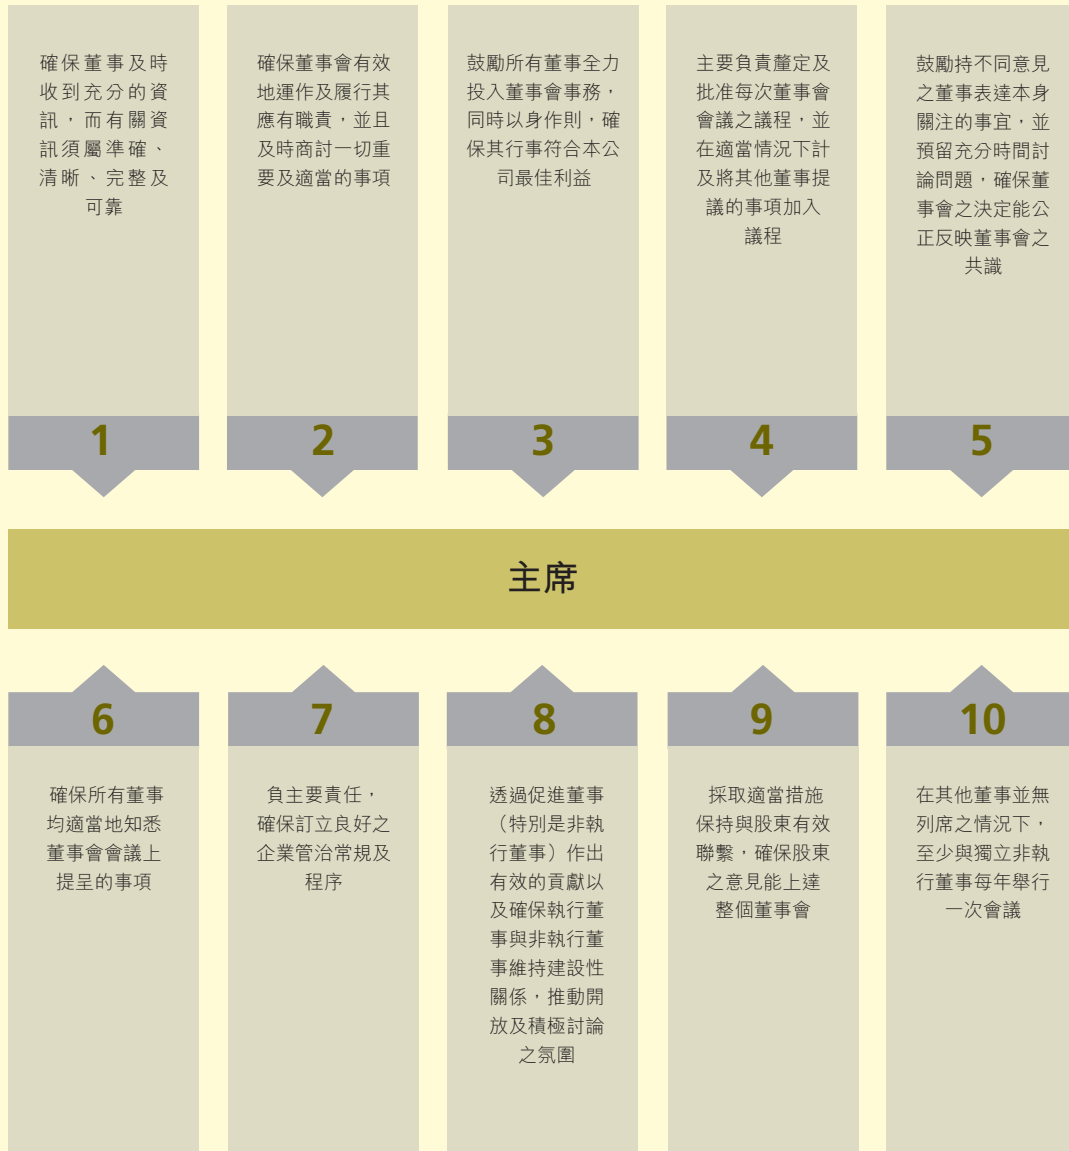 確保董事及時
收到充分的資
訊，而有關資
訊須屬準確、
清晰、完整及
可靠
1
確保董事會有效
地運作及履行其
應有職責，並且
及時商討一切重
要及適當的事項
2
鼓勵所有董事全力
投入董事會事務，
同時以身作則，確
保其行事符合本公
司最佳利益
3
主要負責釐定及
批准每次董事會
會議之議程，並
在適當情況下計
及將其他董事提
議的事項加入
議程
4
鼓勵持不同意見
之董事表達本身
關注的事宜，並
預留充分時間討
論問題，確保董
事會之決定能公
正反映董事會之
共識
5
主席
6
確保所有董事
均適當地知悉
董事會會議上
提呈的事項
7
負主要責任，
確保訂立良好之
企業管治常規及
程序
8
透過促進董事
（特別是非執
行董事）作出
有效的貢獻以
及確保執行董
事與非執行董
事維持建設性
關係，推動開
放及積極討論
之氛圍
9
採取適當措施
保持與股東有效
聯繫，確保股東
之意見能上達
整個董事會
10
在其他董事並無
列席之情況下，
至少與獨立非執
行董事每年舉行
一次會議